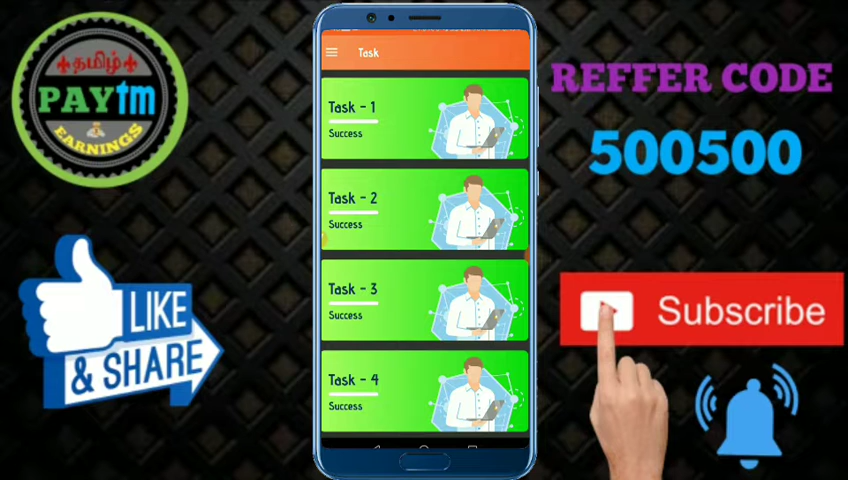 தமிழ்
PAYtm
EARNINGS
LIKE
& SHARE
Task
Task - 1
Success
Task - 2
Success
Task - 3
Success
Task - 4
Success
REFFER CODE
500500
Subscribe